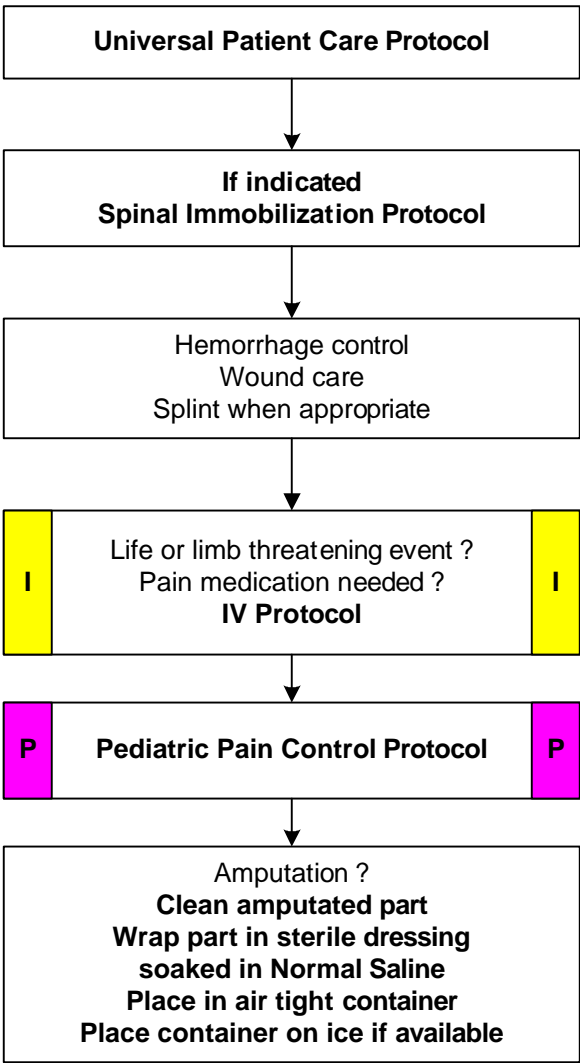 Universal Patient Care Protocol
If indicated
Spinal Immobilization Protocol
Hemorrhage control
Wound care
Splint when appropriate
I
Life or limb threatening event ?
I
Pain medication needed ?
IV Protocol
P
Pediatric Pain Control Protocol
P
Amputation ?
Clean amputated part
Wrap part in sterile dressing
soaked in Normal Saline
Place in air tight container
Place container on ice if available